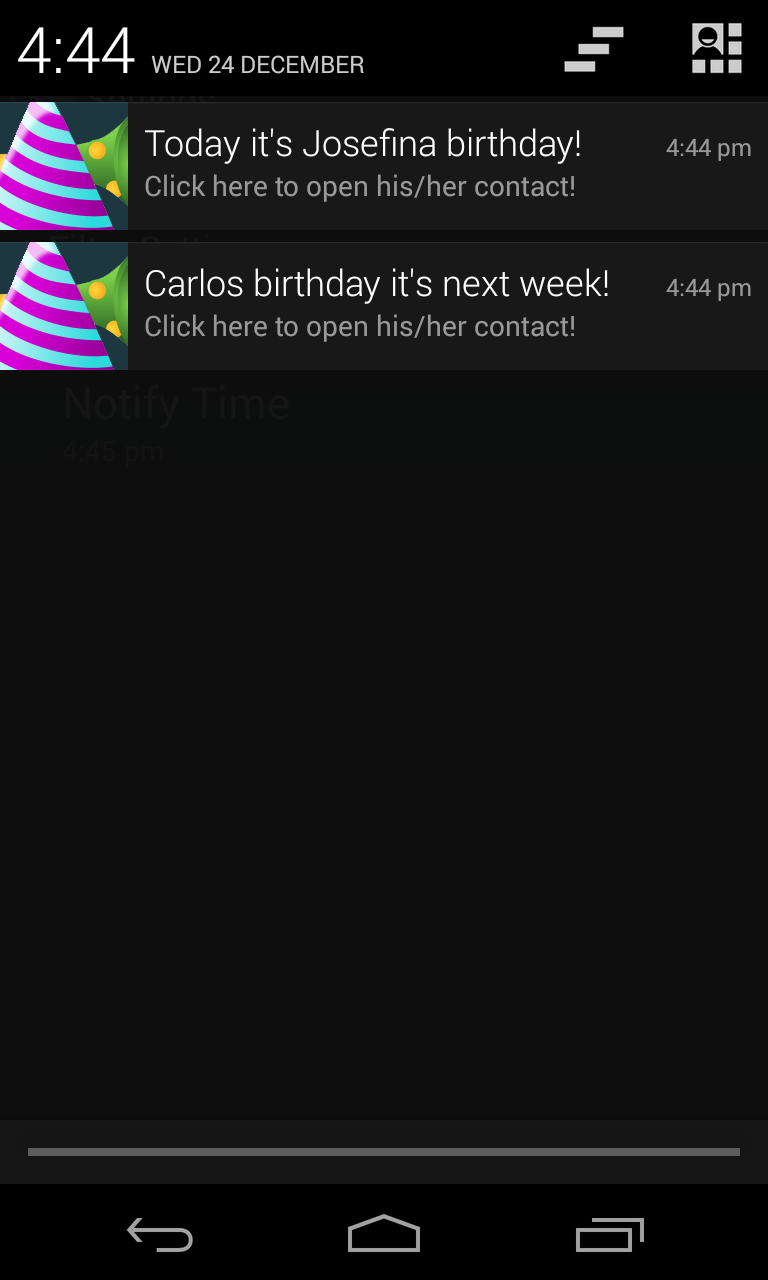 4:44 WED 24 DECEMBER
Today it's Josefina birthday! 4:44 pm
Click here to open his/her contact!
Carlos birthday it's next week! 4:44 pm
Click here to open his/her contact!
Notify Time
4:45 pm